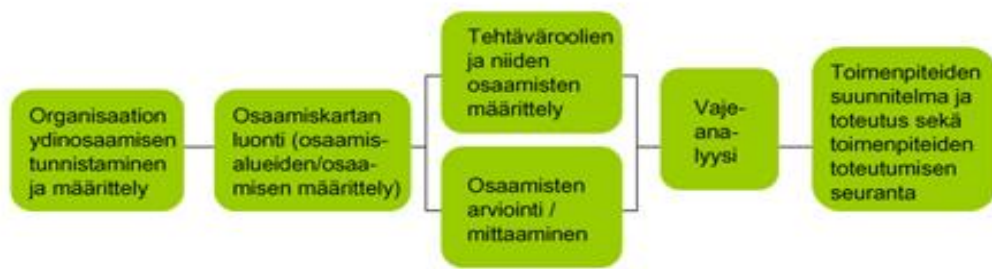 Organisaation
ydinosaamisen
tunnistaminen
ja määrittely
Osaamiskartan
luonti (osaamis-
alueiden/osaa-
misen määrittely)
Tehtäväroolien
ja niiden
osaamisten
määrittely
Osaamisten
arviointi /
mittaaminen
Vaje-
ana-
lyysi
Toimenpiteiden
suunnitelma ja
toteutus sekä
toimenpiteiden
toteutumisen
seuranta